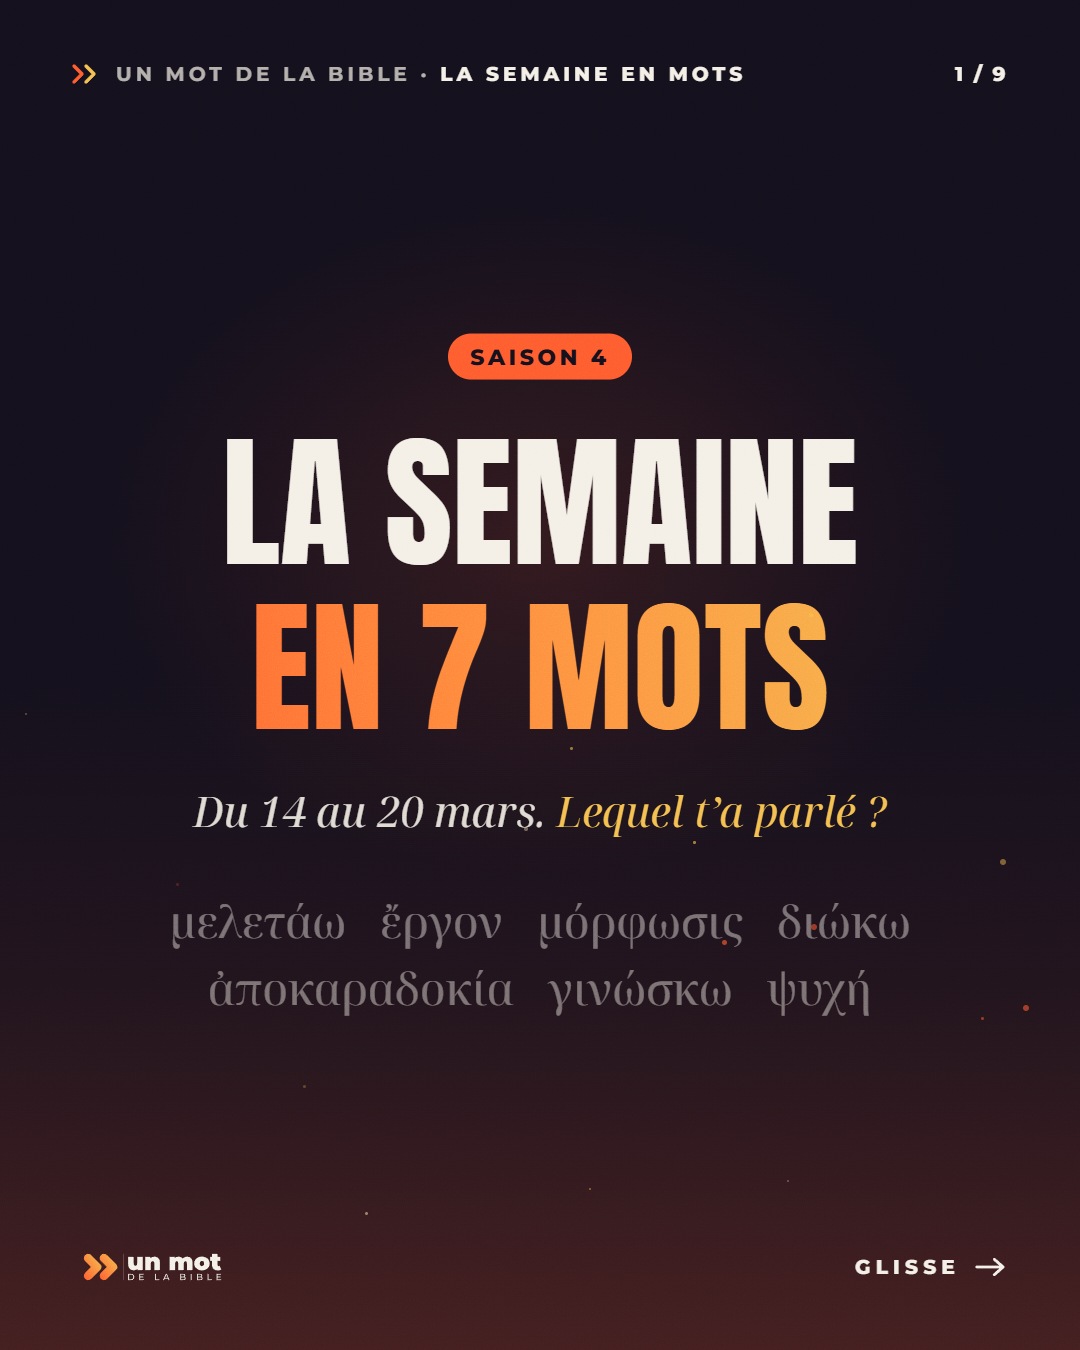 UN MOT DE LA BIBLE · LA SEMAINE EN MOTS
1 / 9
SAISON 4
LA SEMAINE
EN 7 MOTS
Du 14 au 20 mars. Lequel t’a parlé ?
μελετάω ἔργον μόρφωσις διώκω
ἀποκαραδοκία γινώσκω ψυχή
un mot
DE LA BIBLE
GLISSE →